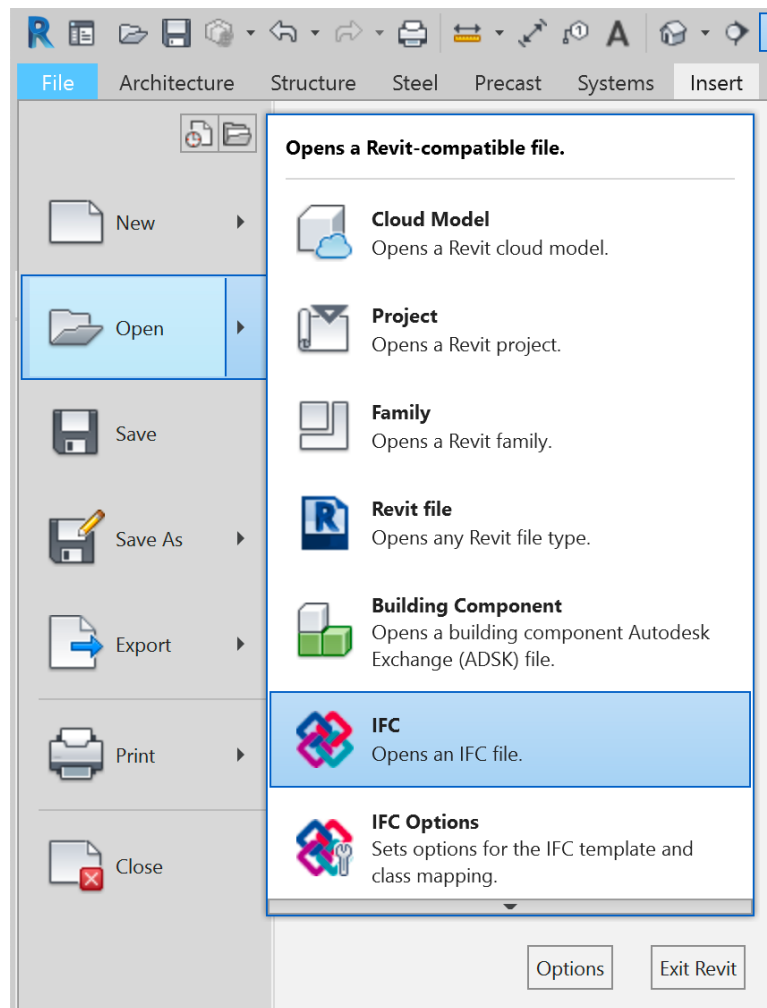 File Architecture Structure Steel Precast Systems Insert
Opens a Revit-compatible file.
New
Open
Save
Save As
Export
Print
Close
Cloud Model
Opens a Revit cloud model.
Project
Opens a Revit project.
Family
Opens a Revit family.
Revit file
Opens any Revit file type.
Building Component
Opens a building component Autodesk
Exchange (ADSK) file.
IFC
Opens an IFC file.
IFC Options
Sets options for the IFC template and
class mapping.
Options Exit Revit